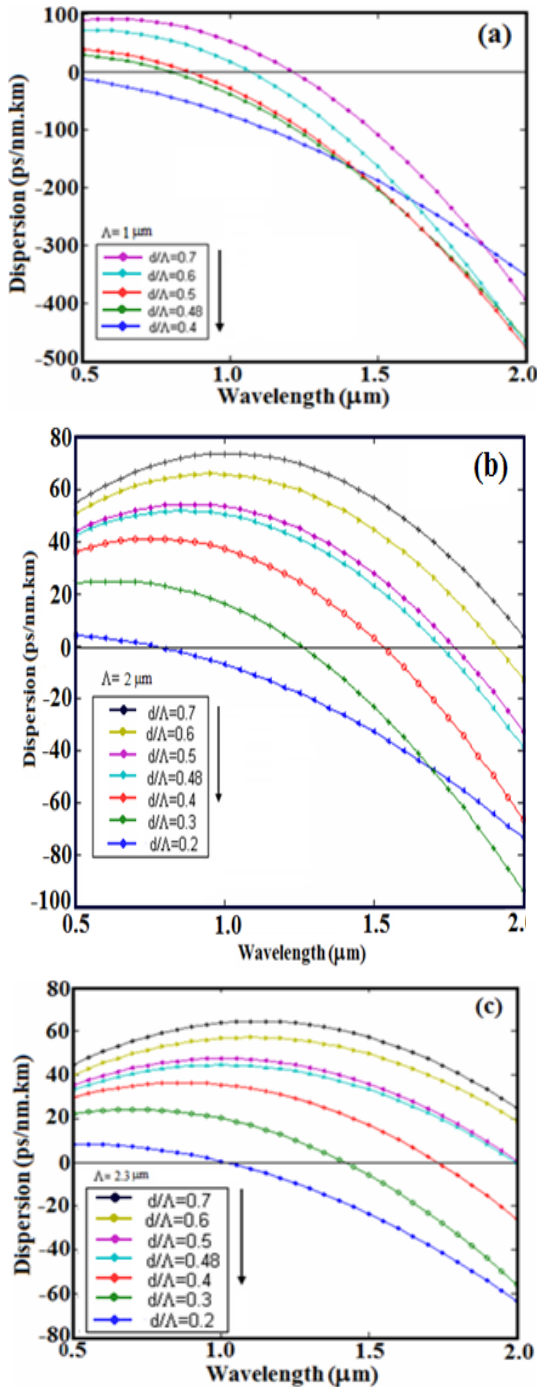 (a)
100
0
-100
-200
-300
-400
-500
Dispersion (ps/nm.km)
Λ= 1 μm
d/Λ=0.7
d/Λ=0.6
d/Λ=0.5
d/Λ=0.48
d/Λ=0.4
0.5 1.0 1.5 2.0
Wavelength (μm)
(b)
80
60
40
20
0
-20
-40
-60
-80
-100
Dispersion (ps/nm.km)
Λ= 2 μm
d/Λ=0.7
d/Λ=0.6
d/Λ=0.5
d/Λ=0.48
d/Λ=0.4
d/Λ=0.3
d/Λ=0.2
0.5 1.0 1.5 2.0
Wavelength (μm)
(c)
80
60
40
20
0
-20
-40
-60
-80
Dispersion (ps/nm.km)
Λ= 2.3 μm
d/Λ=0.7
d/Λ=0.6
d/Λ=0.5
d/Λ=0.48
d/Λ=0.4
d/Λ=0.3
d/Λ=0.2
0.5 1.0 1.5 2.0
Wavelength (μm)